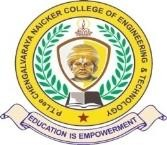 P.T.Lee CHENGALVARAYA NAICKER COLLEGE OF ENGINEERING & TECHNOLOGY
EDUCATION IS EMPOWERMENT